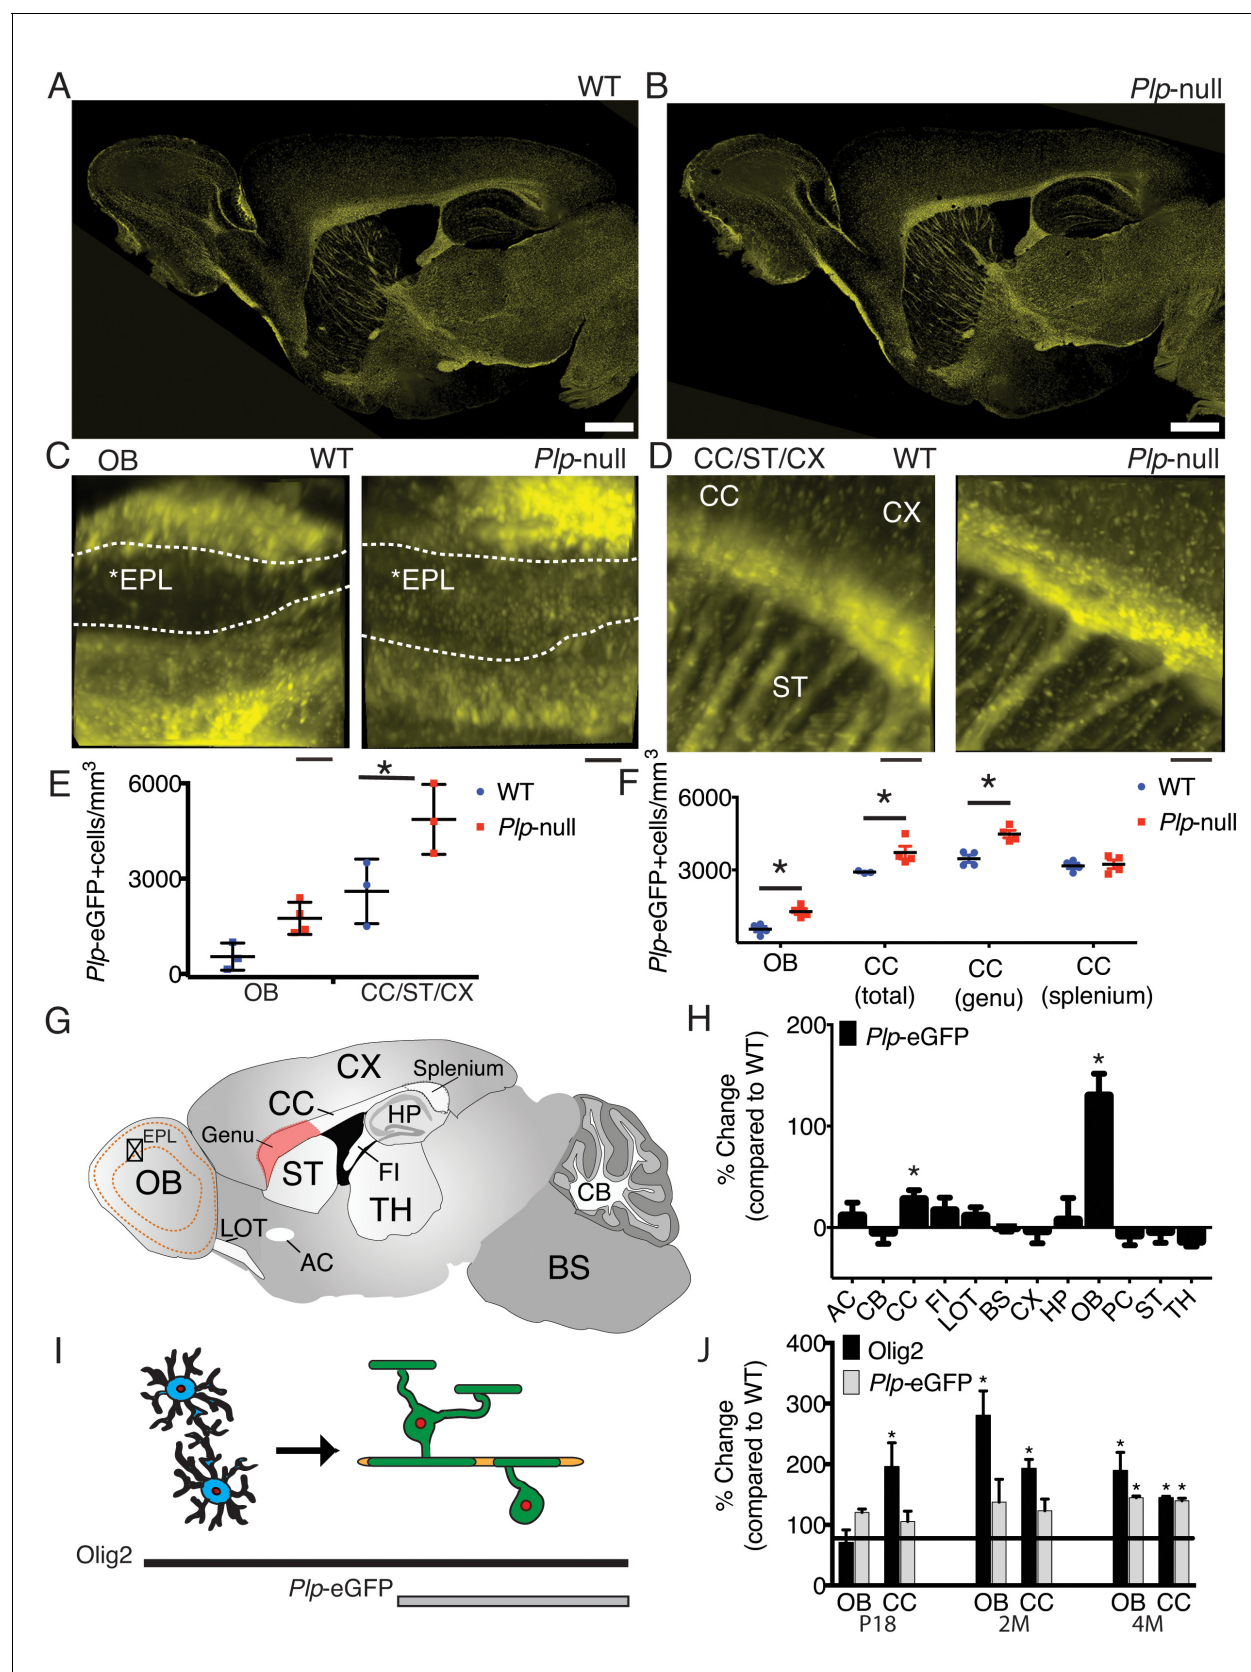 A WT
B Plp-null
C OB WT Plp-null
D CC/ST/CX WT Plp-null
*EPL
*EPL
CC
CX
ST
E
Plp-eGFP+cells/mm3
6000
3000
0
*
WT
Plp-null
OB CC/ST/CX
F
Plp-eGFP+cells/mm3
6000
3000
* * * 
WT
Plp-null
OB CC (total) CC (genu) CC (splenium)
G
CX
Splenium
CC
HP
Genu
EPL
ST
FI
OB
TH
CB
LOT
AC
BS
H
% Change
(compared to WT)
200
100
0
Plp-eGFP
* *
AC CB CC FI LOT BS CX HP OB PC ST TH
I
Olig2
Plp-eGFP
J
% Change
(compared to WT)
400
300
200
100
0
Olig2
Plp-eGFP
* * * * * * *
OB CC OB CC OB CC
P18 2M 4M